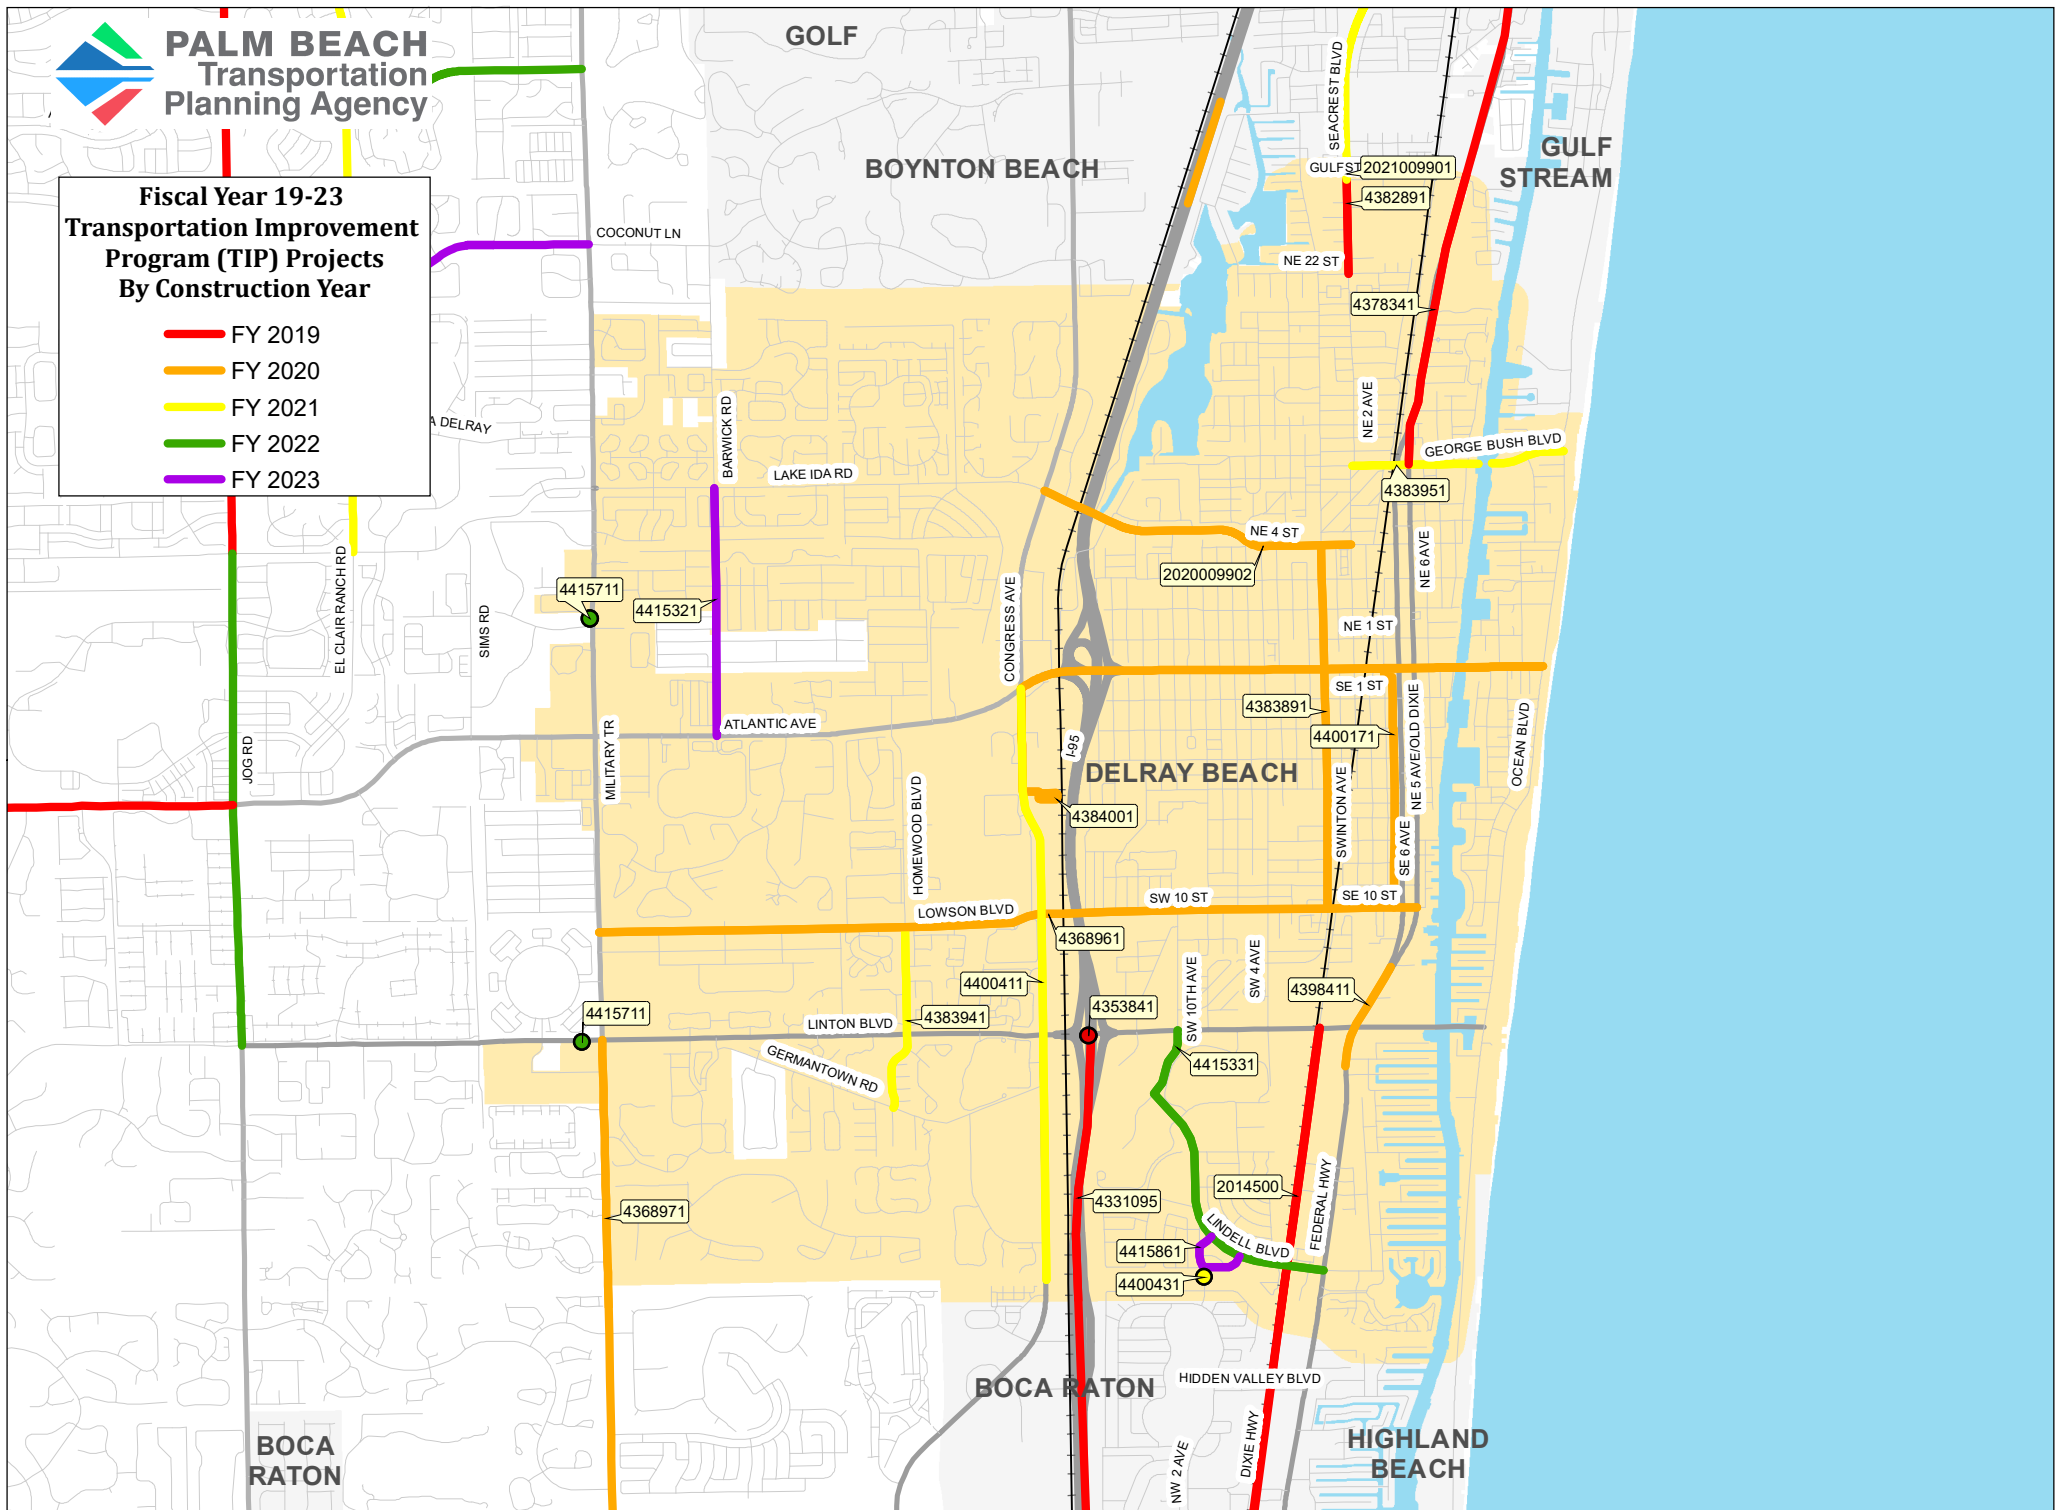 PALM BEACH
Transportation
Planning Agency
Fiscal Year 19-23
Transportation Improvement
Program (TIP) Projects
By Construction Year
FY 2019
FY 2020
FY 2021
FY 2022
FY 2023
GOLF
BOYNTON BEACH
GULF
STREAM
SEACREST BLVD
2021009901
4382891
COCONUT LN
NE 22 ST
4378341
NE 2 AVE
DELRAY
BARWICK RD
LAKE IDA RD
GEORGE BUSH BLVD
4383951
NE 4 ST
2020009902
NE 6 AVE
EL CLAIR RANCH RD
SIMS RD
4415711
4415321
CONGRESS AVE
NE 1 ST
SE 1 ST
4383891
4400171
NE 5 AVE/OLD DIXIE
OCEAN BLVD
ATLANTIC AVE
JOG RD
MILITARY TR
I-95
DELRAY BEACH
4384001
HOMEWOOD BLVD
SWINTON AVE
SE 6 AVE
LOWSON BLVD
SW 10 ST
SE 10 ST
4368961
4400411
SW 10TH AVE
SW 4 AVE
4398411
4415711
4383941
4353841
LINTON BLVD
GERMANTOWN RD
4415331
4368971
4331095
2014500
FEDERAL HWY
LINDELL BLVD
4415861
4400431
BOCA RATON
HIDDEN VALLEY BLVD
BOCA
RATON
NW 2 AVE
DIXIE HWY
HIGHLAND
BEACH